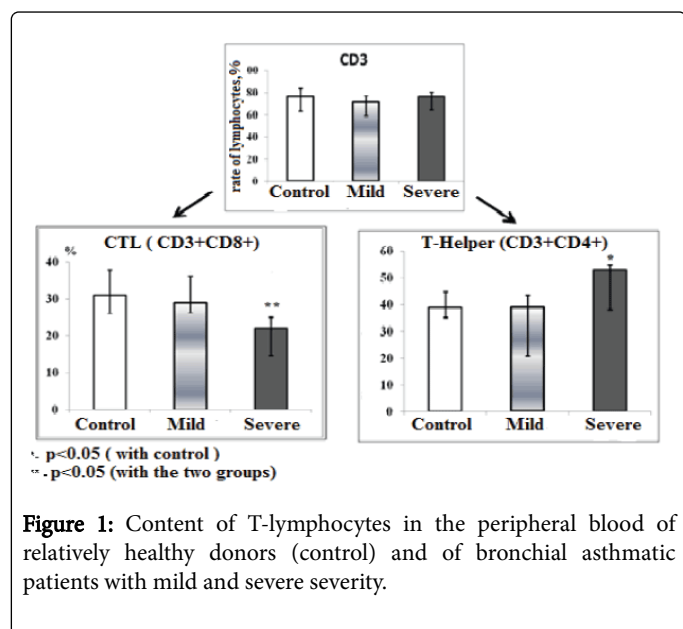 CD3
rate of lymphocytes,%
80
60
40
20
0
Control Mild Severe
CTL ( CD3+CD8+)
%
40
30
20
10
0
**
Control Mild Severe
T-Helper (CD3+CD4+)
60
50
40
30
20
10
0
*
Control Mild Severe
*- p<0.05 ( with control )
** - p<0.05 (with the two groups)
Figure 1: Content of T-lymphocytes in the peripheral blood of
relatively healthy donors (control) and of bronchial asthmatic
patients with mild and severe severity.